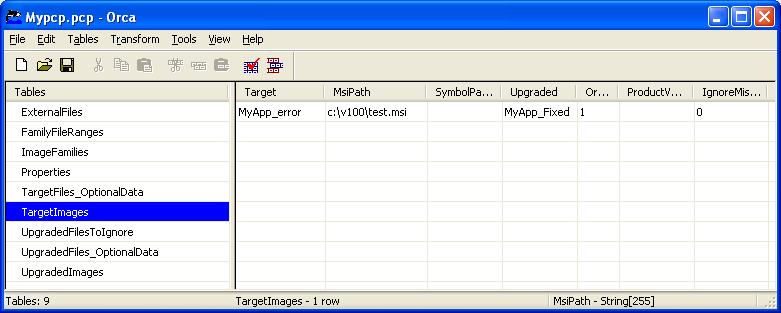 Mypcp.pcp - Orca
File Edit Tables Transform Tools View Help
Tables Target MsiPath SymbolPa... Upgraded Or... ProductV... IgnoreMis...
ExternalFiles MyApp_error c:\v100\test.msi MyApp_Fixed 1 0
FamilyFileRanges
ImageFamilies
Properties
TargetFiles_OptionalData
TargetImages
UpgradedFilesToIgnore
UpgradedFiles_OptionalData
UpgradedImages
Tables: 9 TargetImages - 1 row MsiPath - String[255]